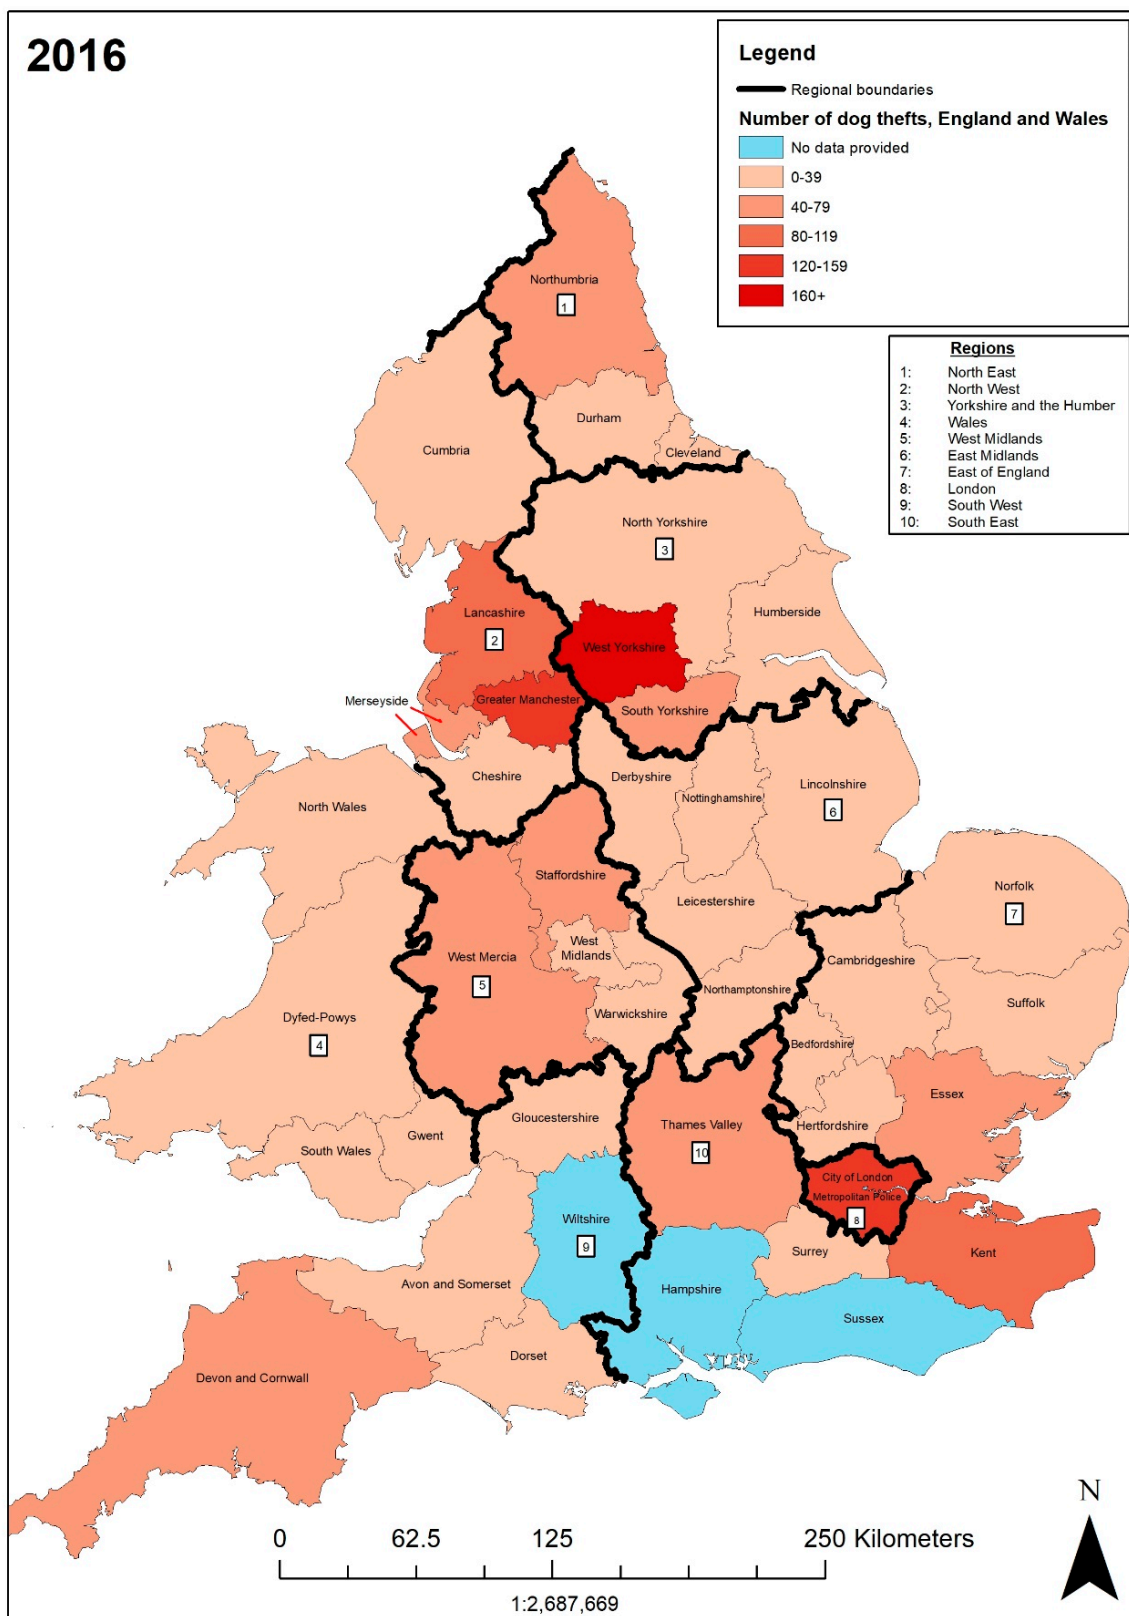 2016
Legend
Regional boundaries
Number of dog thefts, England and Wales
No data provided
0-39
40-79
80-119
120-159
160+
Regions
1: North East
2: North West
3: Yorkshire and the Humber
4: Wales
5: West Midlands
6: East Midlands
7: East of England
8: London
9: South West
10: South East
Northumbria
1
Durham
Cleveland
Cumbria
North Yorkshire
3
Humberside
Lancashire
2
West Yorkshire
Merseyside
Greater Manchester
South Yorkshire
Cheshire
Derbyshire
Nottinghamshire
Lincolnshire
6
North Wales
Staffordshire
Leicestershire
Norfolk
7
West Mercia
5
West
Midlands
Cambridgeshire
Northamptonshire
Suffolk
Dyfed-Powys
4
Warwickshire
Bedfordshire
Essex
Gloucestershire
Thames Valley
10
Hertfordshire
Gwent
South Wales
City of London
Metropolitan Police
8
Wiltshire
9
Surrey
Kent
Avon and Somerset
Hampshire
Sussex
Dorset
Devon and Cornwall
N
0 62.5 125 250 Kilometers
1:2,687,669